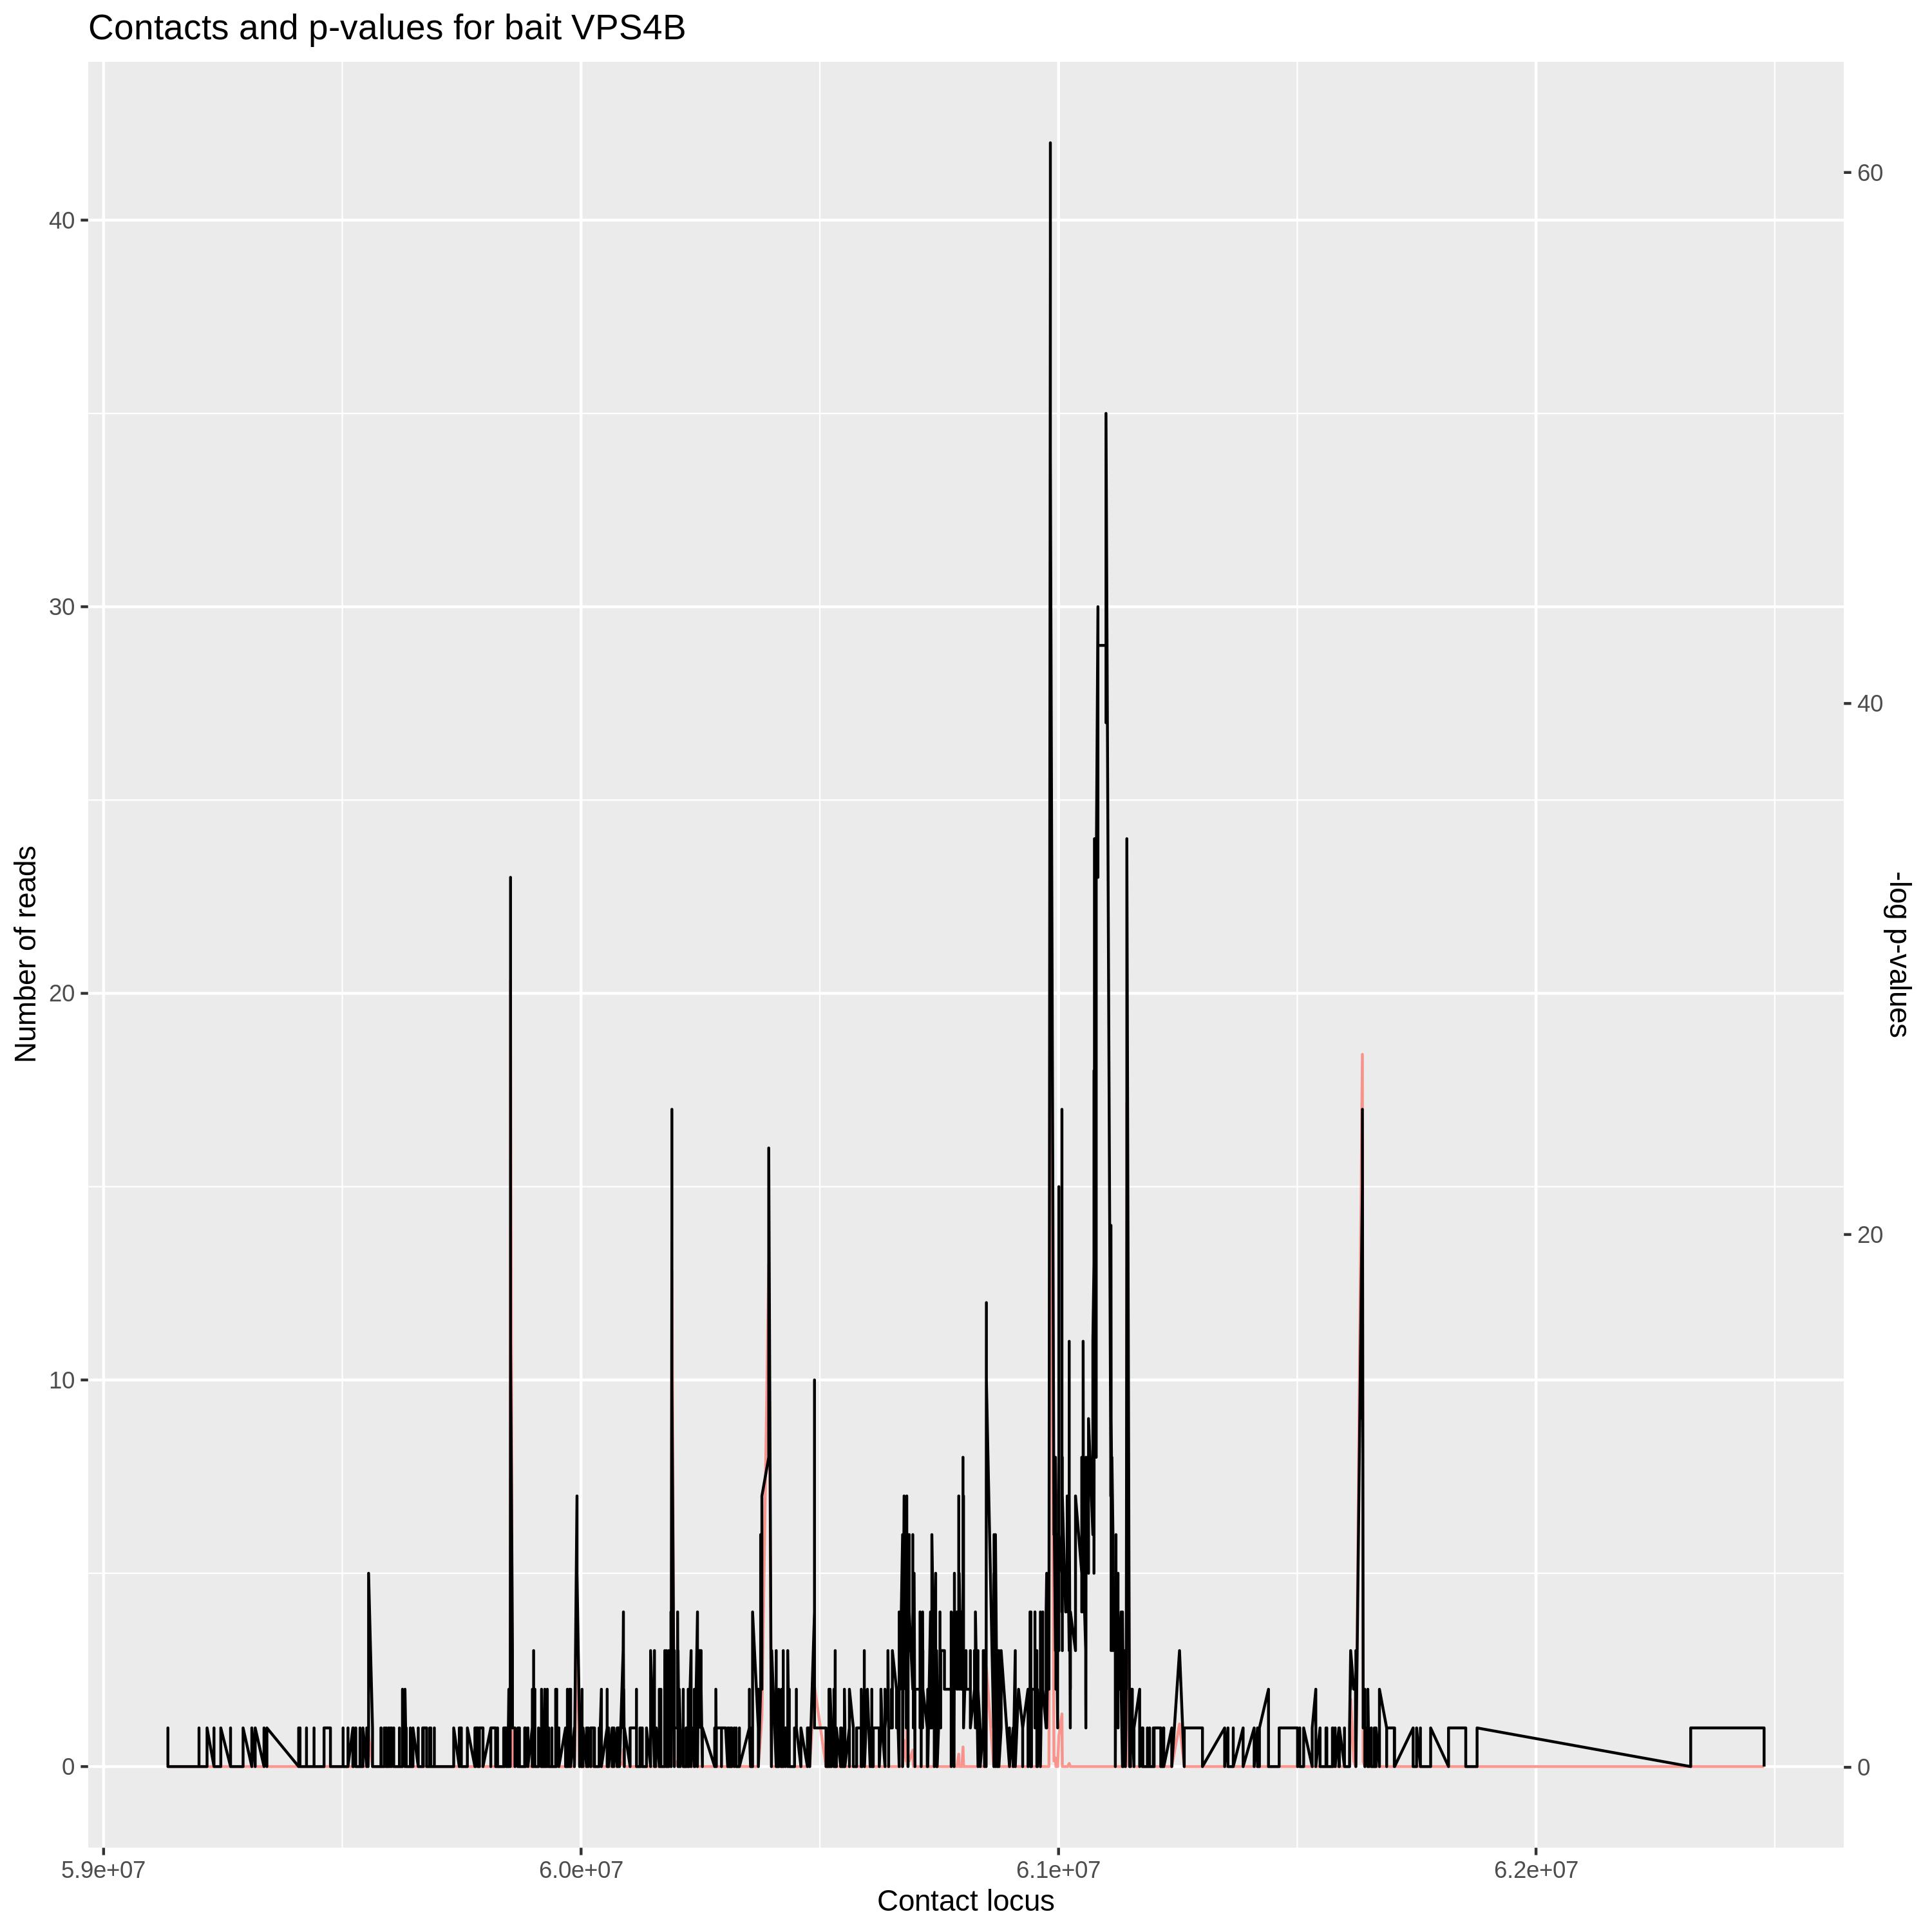 Contacts and p-values for bait VPS4B
40
30
20
10
0
60
40
20
0
5.9e+07
6.0e+07
6.1e+07
6.2e+07
Number of reads
-log p-values
Contact locus